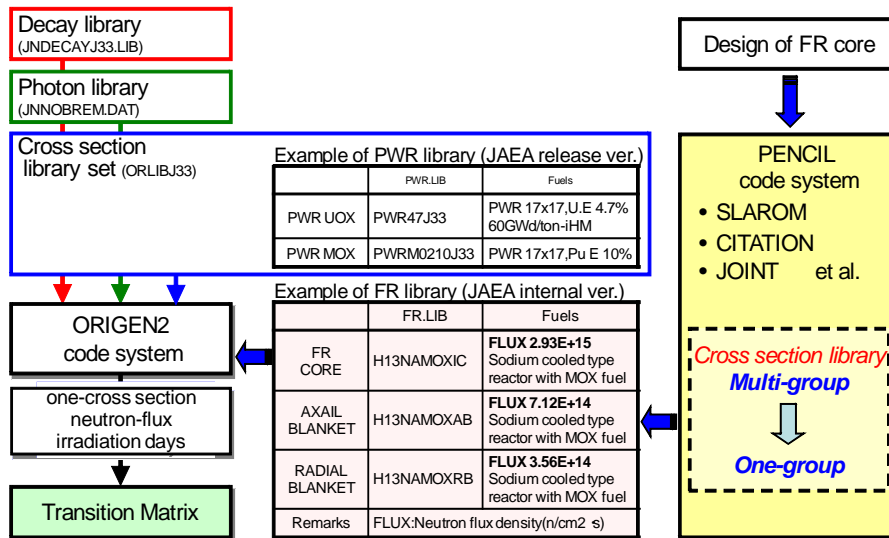 Decay library
(JNDECAYJ33.LIB)
Photon library
(JNNOBREM.DAT)
Cross section
library set (ORLIBJ33)
Example of PWR library (JAEA release ver.)
PWR.LIB Fuels
PWR UOX PWR47J33 PWR 17x17,U.E 4.7%
60GWd/ton-iHM
PWR MOX PWRM0210J33 PWR 17x17,Pu E 10%
ORIGEN2
code system
one-cross section
neutron-flux
irradiation days
Transition Matrix
Example of FR library (JAEA internal ver.)
FR.LIB Fuels
FR
CORE
H13NAMOXIC
FLUX 2.93E+15
Sodium cooled type
reactor with MOX fuel
AXAIL
BLANKET
H13NAMOXAB
FLUX 7.12E+14
Sodium cooled type
reactor with MOX fuel
RADIAL
BLANKET
H13NAMOXRB
FLUX 3.56E+14
Sodium cooled type
reactor with MOX fuel
Remarks FLUX:Neutron flux density(n/cm2 s)
Design of FR core
PENCIL
code system
• SLAROM
• CITATION
• JOINT et al.
Cross section library
Multi-group
One-group